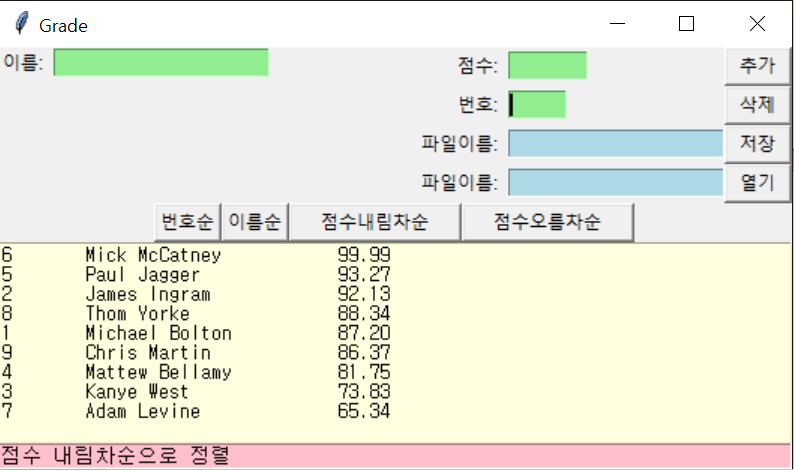 Grade
이름: 점수: 추가
번호: 삭제
파일이름: 저장
파일이름: 열기
번호순 이름순 점수내림차순 점수오름차순
6 Mick McCatney 99.99
5 Paul Jagger 93.27
2 James Ingram 92.13
8 Thom Yorke 88.34
1 Michael Bolton 87.20
9 Chris Martin 86.37
4 Mattew Bellamy 81.75
3 Kanye West 73.83
7 Adam Levine 65.34
점수 내림차순으로 정렬